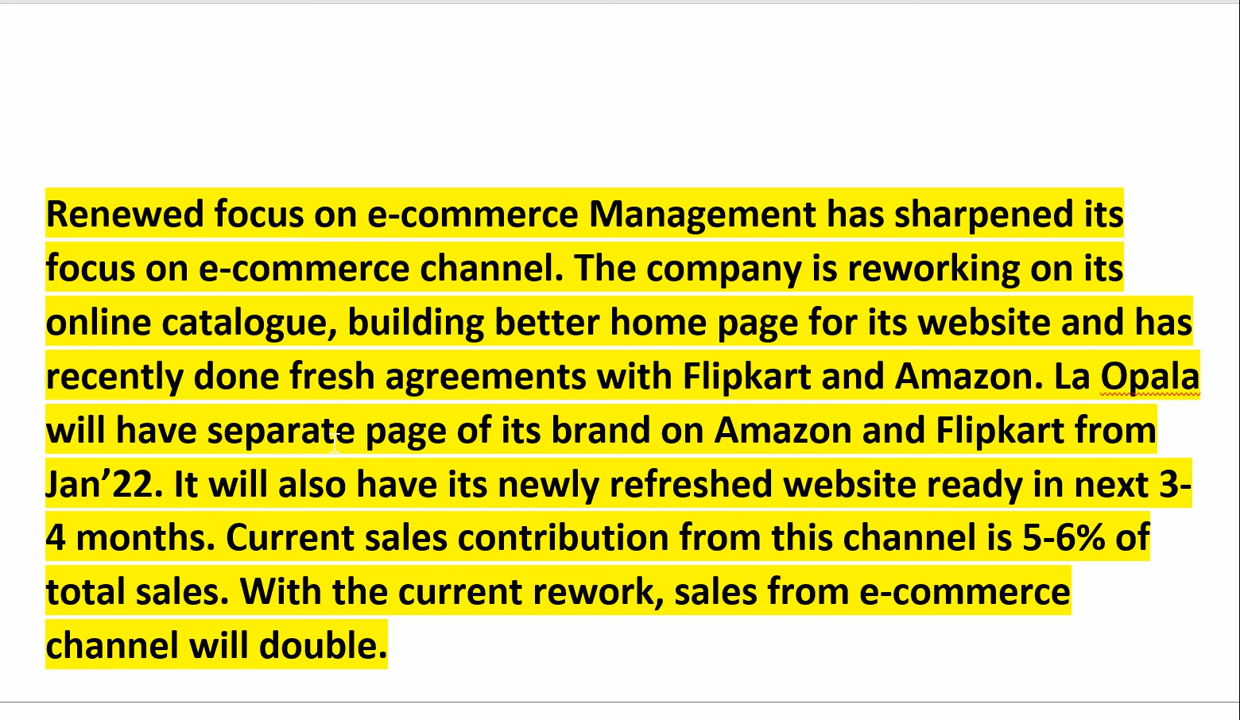 Renewed focus on e-commerce Management has sharpened its
focus on e-commerce channel. The company is reworking on its
online catalogue, building better home page for its website and has
recently done fresh agreements with Flipkart and Amazon. La Opala
will have separate page of its brand on Amazon and Flipkart from
Jan’22. It will also have its newly refreshed website ready in next 3-
4 months. Current sales contribution from this channel is 5-6% of
total sales. With the current rework, sales from e-commerce
channel will double.